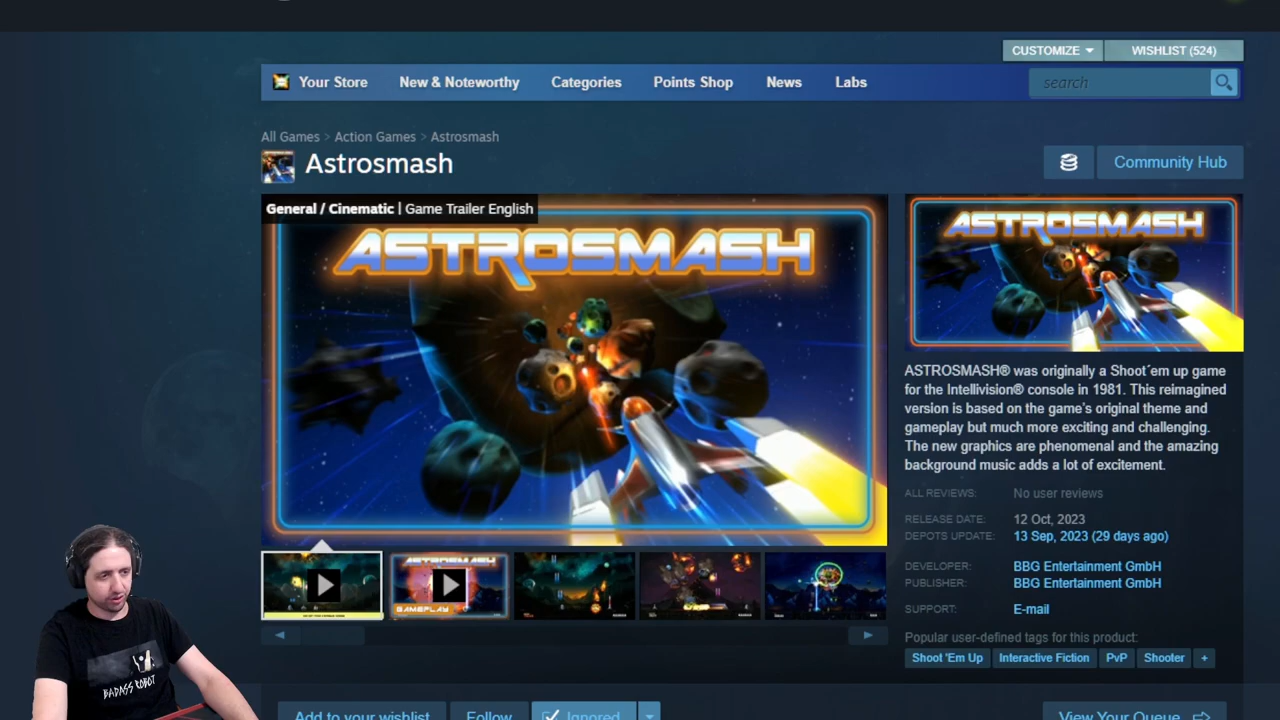 CUSTOMIZE
WISHLIST (524)
Your Store
New & Noteworthy
Categories
Points Shop
News
Labs
search
All Games > Action Games > Astrosmash
Astrosmash
Community Hub
General / Cinematic | Game Trailer English
ASTROSMASH
ASTROSMASH
ASTROSMASH® was originally a Shoot´em up game
for the Intellivision® console in 1981. This reimagined
version is based on the game's original theme and
gameplay but much more exciting and challenging.
The new graphics are phenomenal and the amazing
background music adds a lot of excitement.
ALL REVIEWS: No user reviews
RELEASE DATE: 12 Oct, 2023
DEPOTS UPDATE: 13 Sep, 2023 (29 days ago)
DEVELOPER: BBG Entertainment GmbH
PUBLISHER: BBG Entertainment GmbH
SUPPORT: E-mail
Popular user-defined tags for this product:
Shoot 'Em Up
Interactive Fiction
PvP
Shooter
+
ASTROSMASH
GAMEPLAY
BADASS ROBOT
Add to your wishlist
Follow
Ignored
View Your Queue